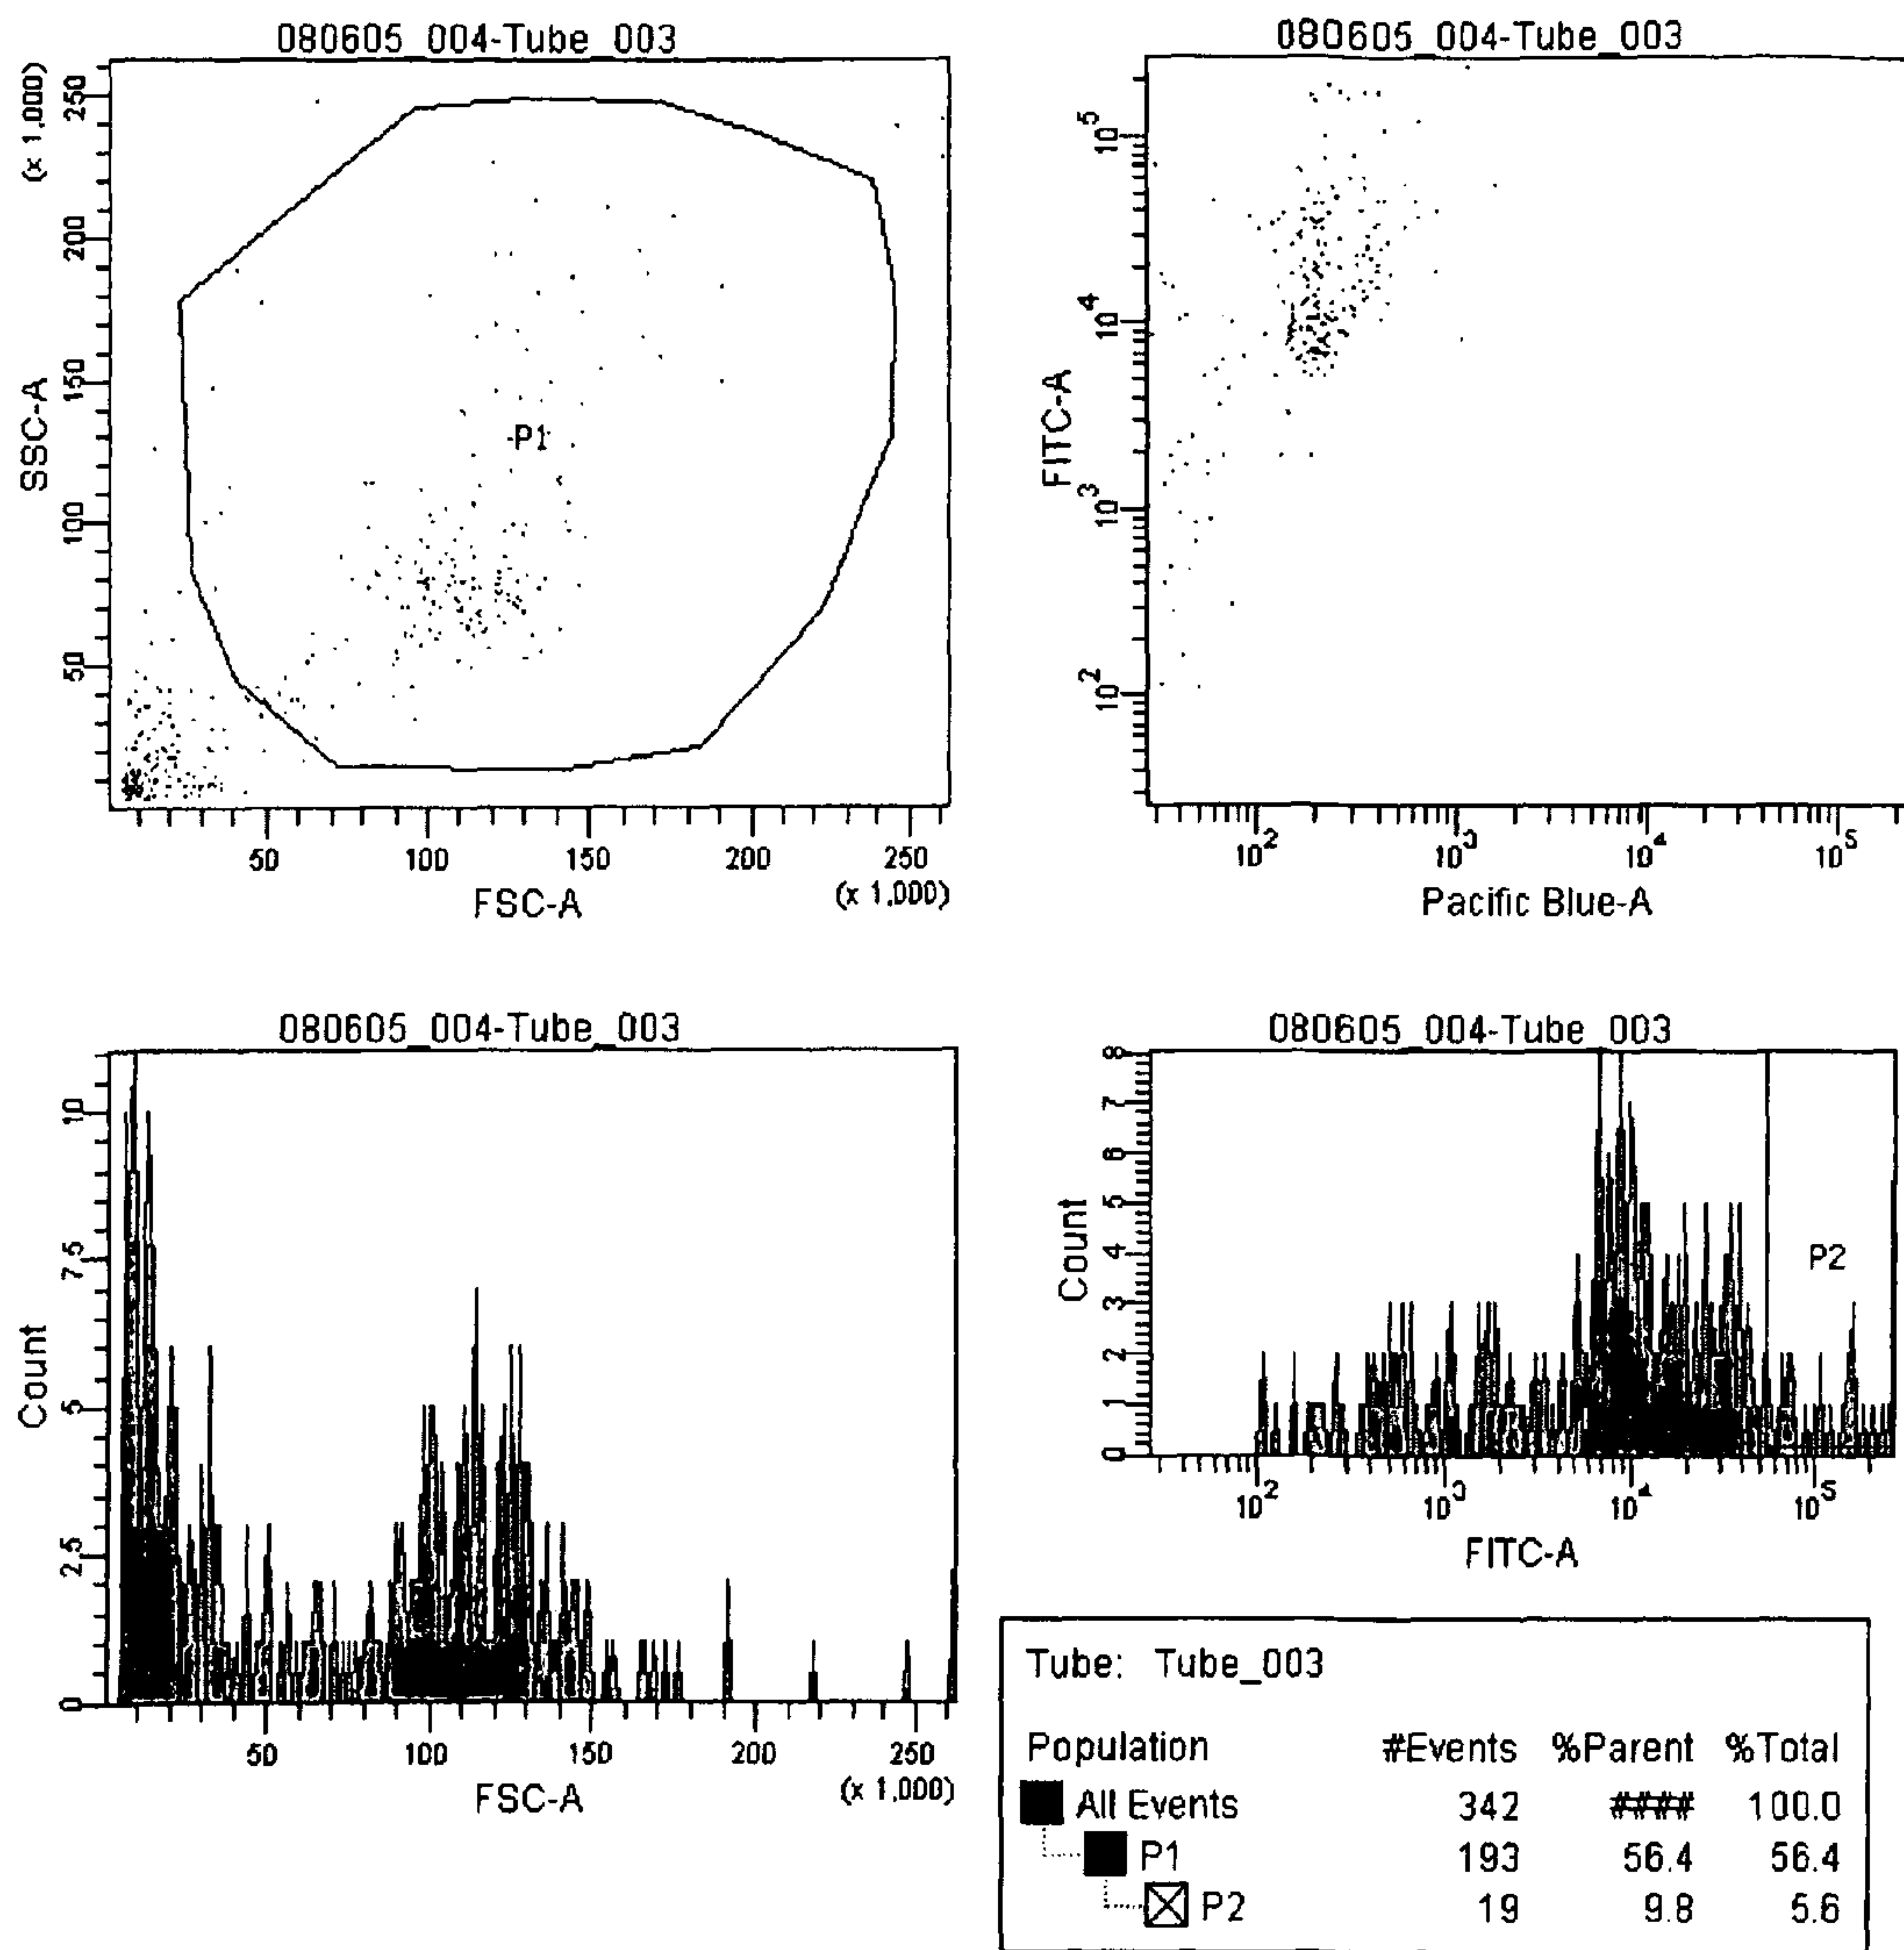 080605_004-Tube_003
(x 1,000)
250
200
150
100
50
SSC-A
P1
50 100 150 200 250
FSC-A
(x 1,000)
080605_004-Tube_003
10^5
10^4
10^3
10^2
FITC-A
10^2 10^3 10^4 10^5
Pacific Blue-A
080605_004-Tube_003
10
7.5
5
2.5
0
Count
50 100 150 200 250
FSC-A
(x 1,000)
080605_004-Tube_003
8
7
6
5
4
3
2
1
0
Count
P2
10^2 10^3 10^4 10^5
FITC-A
Tube: Tube_003
Population #Events %Parent %Total
All Events 342 #### 100.0
P1 193 56.4 56.4
P2 19 9.8 5.6